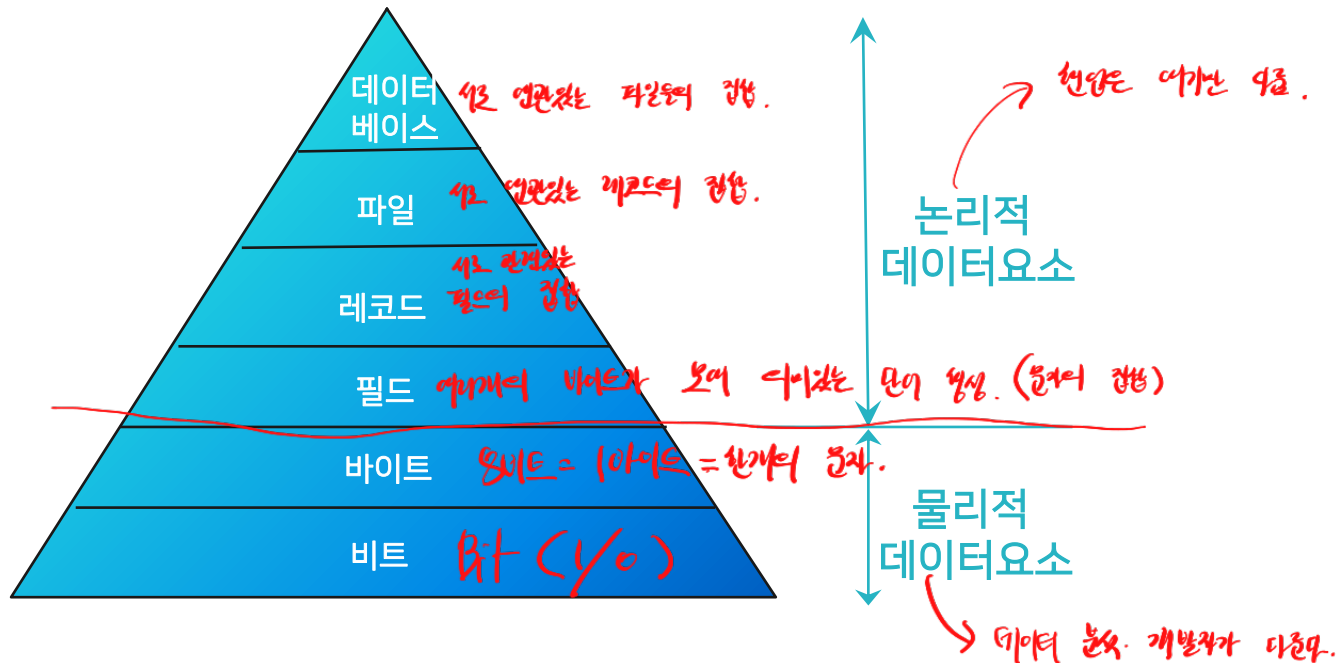 데이터
베이스
서로 연관있는 파일들의 집합.
현업은 여기만 다룸.
파일
서로 연관있는 레코드의 집합.
논리적
데이터요소
레코드
서로 관계있는
필드의 집합
필드
여러개의 바이트가 모여 의미있는 단어 형성. (문자의 집합)
바이트
8비트 = 1바이트 = 한개의 문자.
물리적
데이터요소
비트
Bit (1/0)
데이터 분석. 개발자가 다룬다.